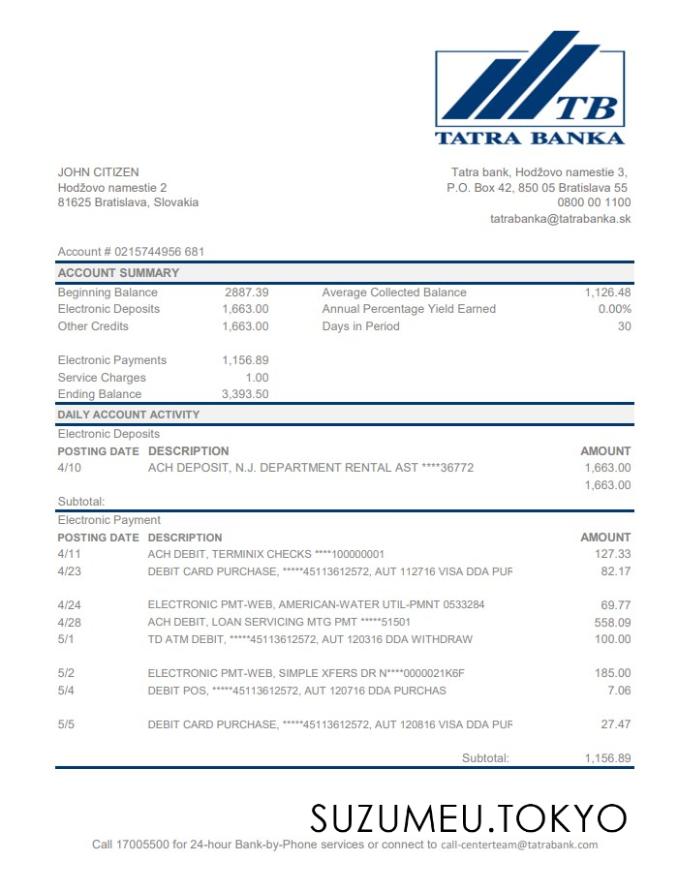 TB
TATRA BANKA
JOHN CITIZEN
Hodžovo namestie 2
81625 Bratislava, Slovakia
Tatra bank, Hodžovo namestie 3,
P.O. Box 42, 850 05 Bratislava 55
0800 00 1100
tatrabanka@tatrabanka.sk
Account # 0215744956 681
ACCOUNT SUMMARY
Beginning Balance 2887.39 Average Collected Balance 1,126.48
Electronic Deposits 1,663.00 Annual Percentage Yield Earned 0.00%
Other Credits 1,663.00 Days in Period 30
Electronic Payments 1,156.89
Service Charges 1.00
Ending Balance 3,393.50
DAILY ACCOUNT ACTIVITY
Electronic Deposits
POSTING DATE DESCRIPTION AMOUNT
4/10 ACH DEPOSIT, N.J. DEPARTMENT RENTAL AST ****36772 1,663.00
1,663.00
Subtotal:
Electronic Payment
POSTING DATE DESCRIPTION AMOUNT
4/11 ACH DEBIT, TERMINIX CHECKS ****100000001 127.33
4/23 DEBIT CARD PURCHASE, *****45113612572, AUT 112716 VISA DDA PUR 82.17
4/24 ELECTRONIC PMT-WEB, AMERICAN-WATER UTIL-PMNT 0533284 69.77
4/28 ACH DEBIT, LOAN SERVICING MTG PMT *****51501 558.09
5/1 TD ATM DEBIT, *****45113612572, AUT 120316 DDA WITHDRAW 100.00
5/2 ELECTRONIC PMT-WEB, SIMPLE XFERS DR N****0000021K6F 185.00
5/4 DEBIT POS, *****45113612572, AUT 120716 DDA PURCHAS 7.06
5/5 DEBIT CARD PURCHASE, *****45113612572, AUT 120816 VISA DDA PUR 27.47
Subtotal: 1,156.89
SUZUMEU.TOKYO
Call 17005500 for 24-hour Bank-by-Phone services or connect to call-centerteam@tatrabank.com